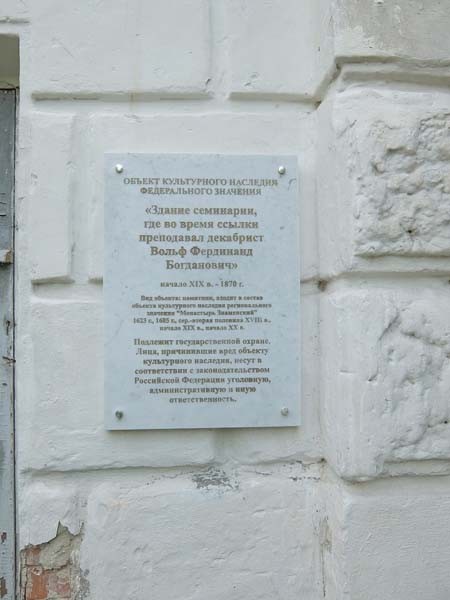 ОБЪЕКТ КУЛЬТУРНОГО НАСЛЕДИЯ
ФЕДЕРАЛЬНОГО ЗНАЧЕНИЯ
«Здание семинарии,
где во время ссылки
преподавал декабрист
Вольф Фердинанд
Богданович»
начало XIX в. - 1870 г.
Вид объекта: памятник, входит в состав
объекта культурного наследия регионального
значения "Монастырь Знаменский"
1623 г., 1685 г., сер.-вторая половина XVIII в.,
начало XIX в., начало XX в.
Подлежит государственной охране.
Лица, причинившие вред объекту
культурного наследия, несут в
соответствии с законодательством
Российской Федерации уголовную,
административную и иную
ответственность.